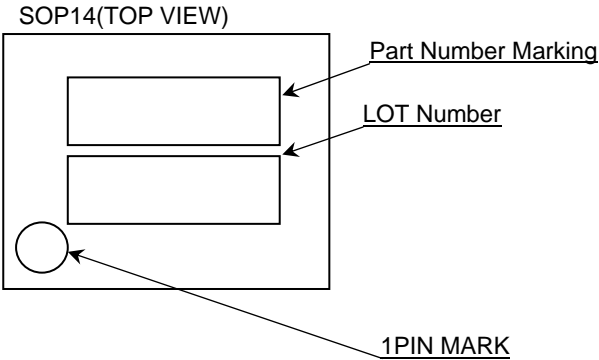 SOP14(TOP VIEW)
Part Number Marking
LOT Number
1PIN MARK